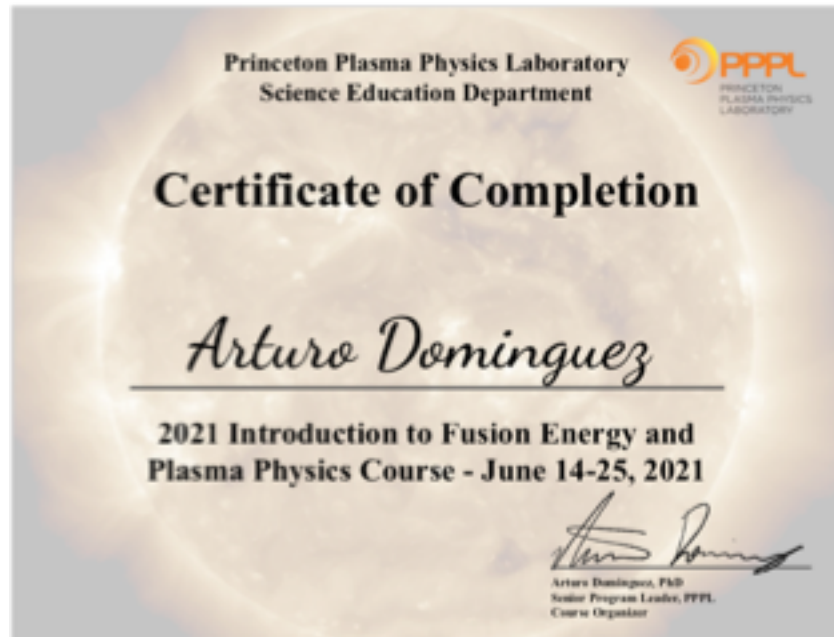 Princeton Plasma Physics Laboratory
Science Education Department
PPPL
PRINCETON
PLASMA PHYSICS
LABORATORY
Certificate of Completion
Arturo Dominguez
2021 Introduction to Fusion Energy and
Plasma Physics Course - June 14-25, 2021
Arturo Dominguez, PhD
Senior Program Leader, PPPL
Course Organizer